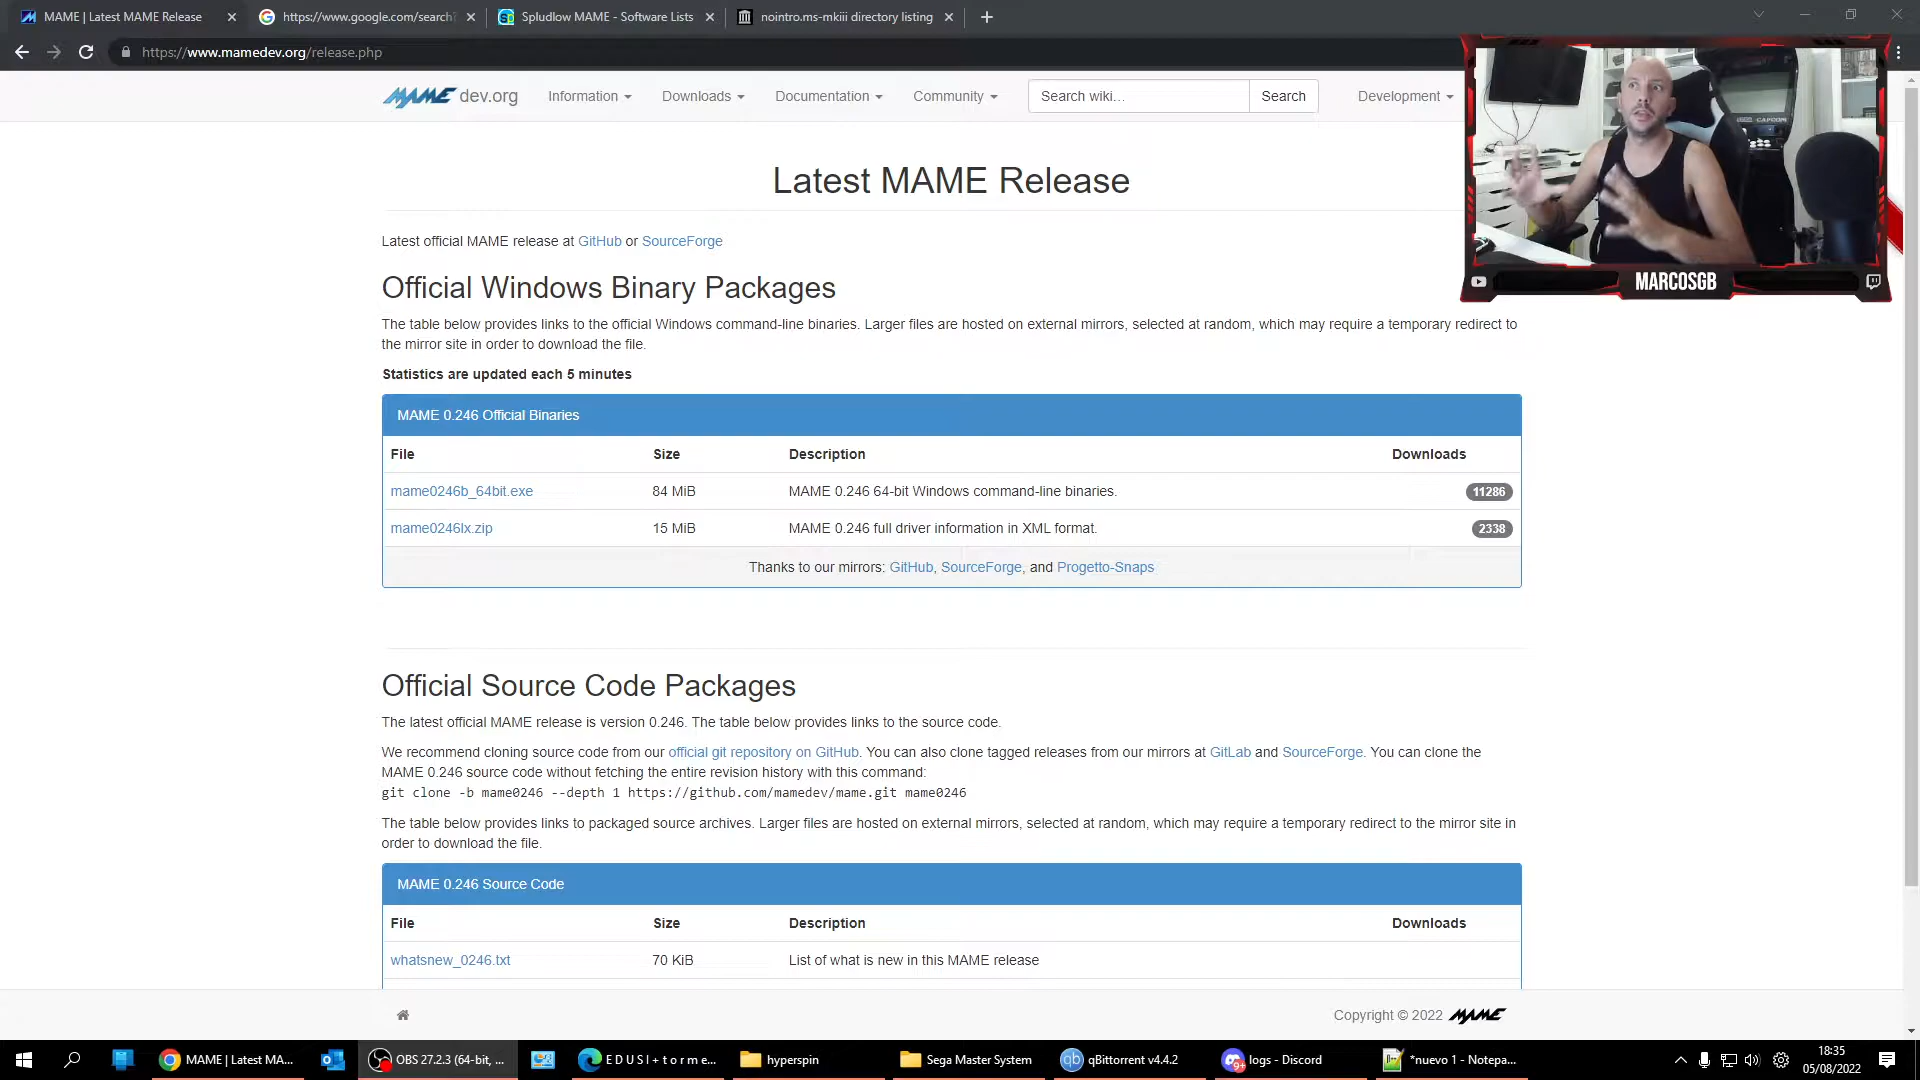 MAME | Latest MAME Release
https://www.google.com/search?
Spludlow MAME - Software Lists
nointro.ms-mkiii directory listing
https://www.mamedev.org/release.php
MAME dev.org
Information
Downloads
Documentation
Community
Search wiki...
Search
Development
CAPCOM
MARCOSGB
Latest MAME Release
Latest official MAME release at GitHub or SourceForge
Official Windows Binary Packages
The table below provides links to the official Windows command-line binaries. Larger files are hosted on external mirrors, selected at random, which may require a temporary redirect to
the mirror site in order to download the file.
Statistics are updated each 5 minutes
MAME 0.246 Official Binaries
File Size Description Downloads
mame0246b_64bit.exe 84 MiB MAME 0.246 64-bit Windows command-line binaries. 11286
mame0246lx.zip 15 MiB MAME 0.246 full driver information in XML format. 2338
Thanks to our mirrors: GitHub, SourceForge, and Progetto-Snaps
Official Source Code Packages
The latest official MAME release is version 0.246. The table below provides links to the source code.
We recommend cloning source code from our official git repository on GitHub. You can also clone tagged releases from our mirrors at GitLab and SourceForge. You can clone the
MAME 0.246 source code without fetching the entire revision history with this command:
git clone -b mame0246 --depth 1 https://github.com/mamedev/mame.git mame0246
The table below provides links to packaged source archives. Larger files are hosted on external mirrors, selected at random, which may require a temporary redirect to the mirror site in
order to download the file.
MAME 0.246 Source Code
File Size Description Downloads
whatsnew_0246.txt 70 KiB List of what is new in this MAME release
Copyright © 2022 MAME
MAME | Latest MA...
OBS 27.2.3 (64-bit, ...
E D U S I + t o r m e...
hyperspin
Sega Master System
qBittorrent v4.4.2
9+
logs - Discord
*nuevo 1 - Notepa...
18:35
05/08/2022